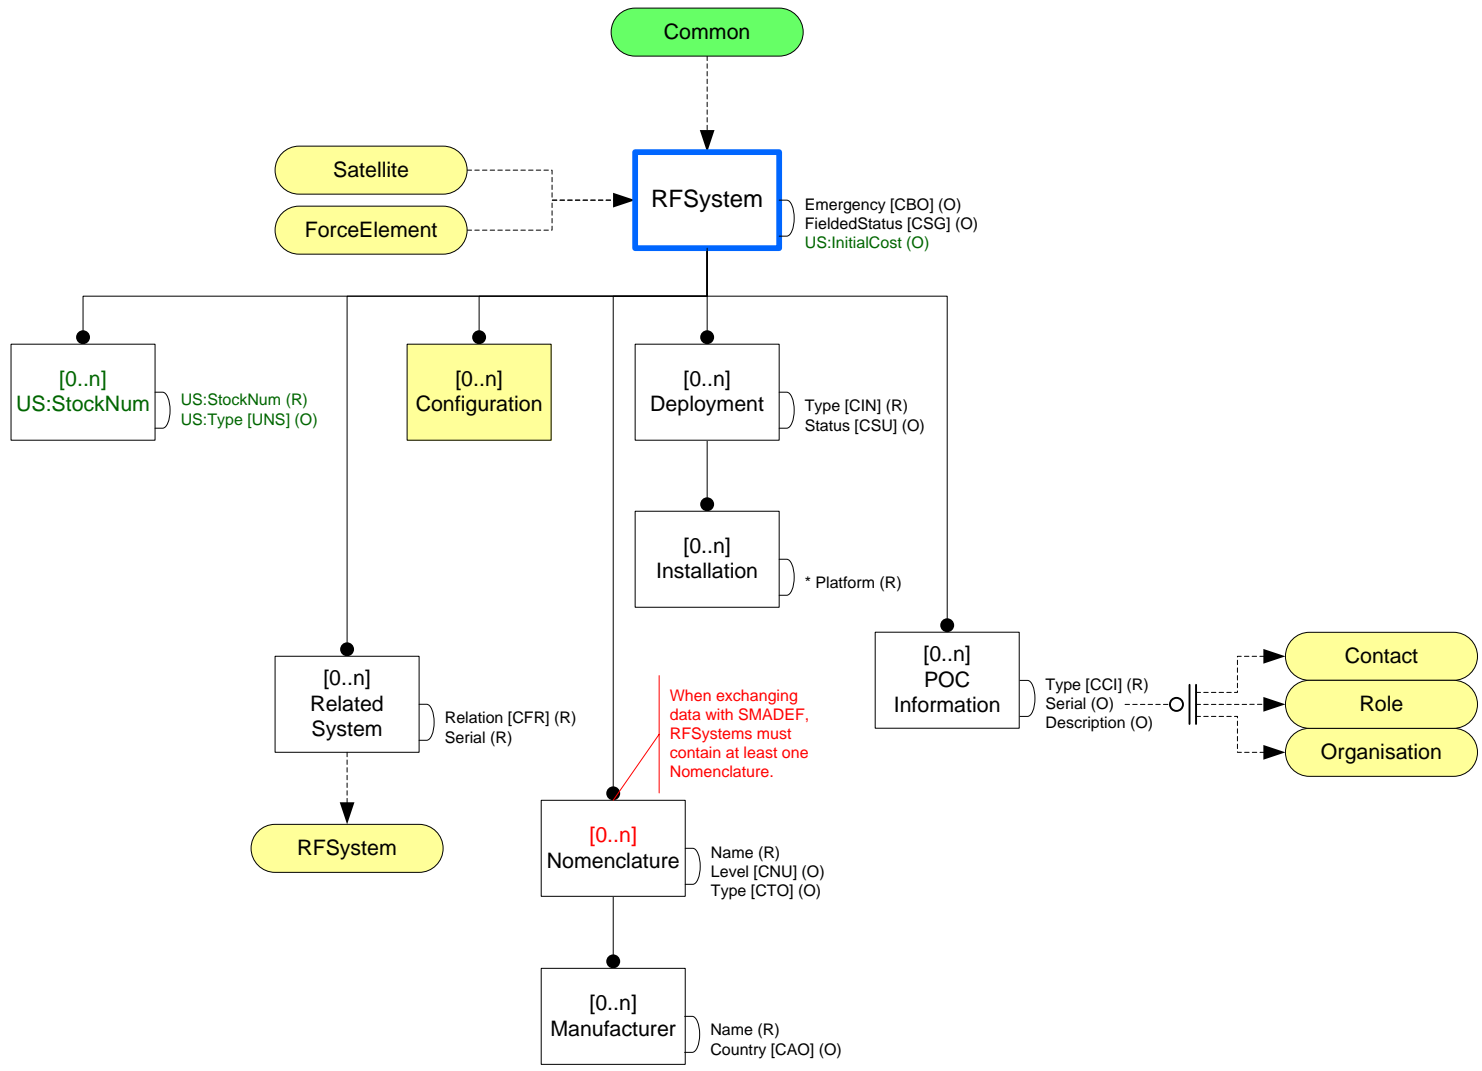 Common
Satellite
ForceElement
RFSystem
Emergency [CBO] (O)
FieldedStatus [CSG] (O)
US:InitialCost (O)
[0..n]
US:StockNum
US:StockNum (R)
US:Type [UNS] (O)
[0..n]
Configuration
[0..n]
Deployment
Type [CIN] (R)
Status [CSU] (O)
[0..n]
Installation
* Platform (R)
[0..n]
Related
System
Relation [CFR] (R)
Serial (R)
RFSystem
When exchanging
data with SMADEF,
RFSystems must
contain at least one
Nomenclature.
[0..n]
POC
Information
Type [CCI] (R)
Serial (O)
Description (O)
Contact
Role
Organisation
[0..n]
Nomenclature
Name (R)
Level [CNU] (O)
Type [CTO] (O)
[0..n]
Manufacturer
Name (R)
Country [CAO] (O)